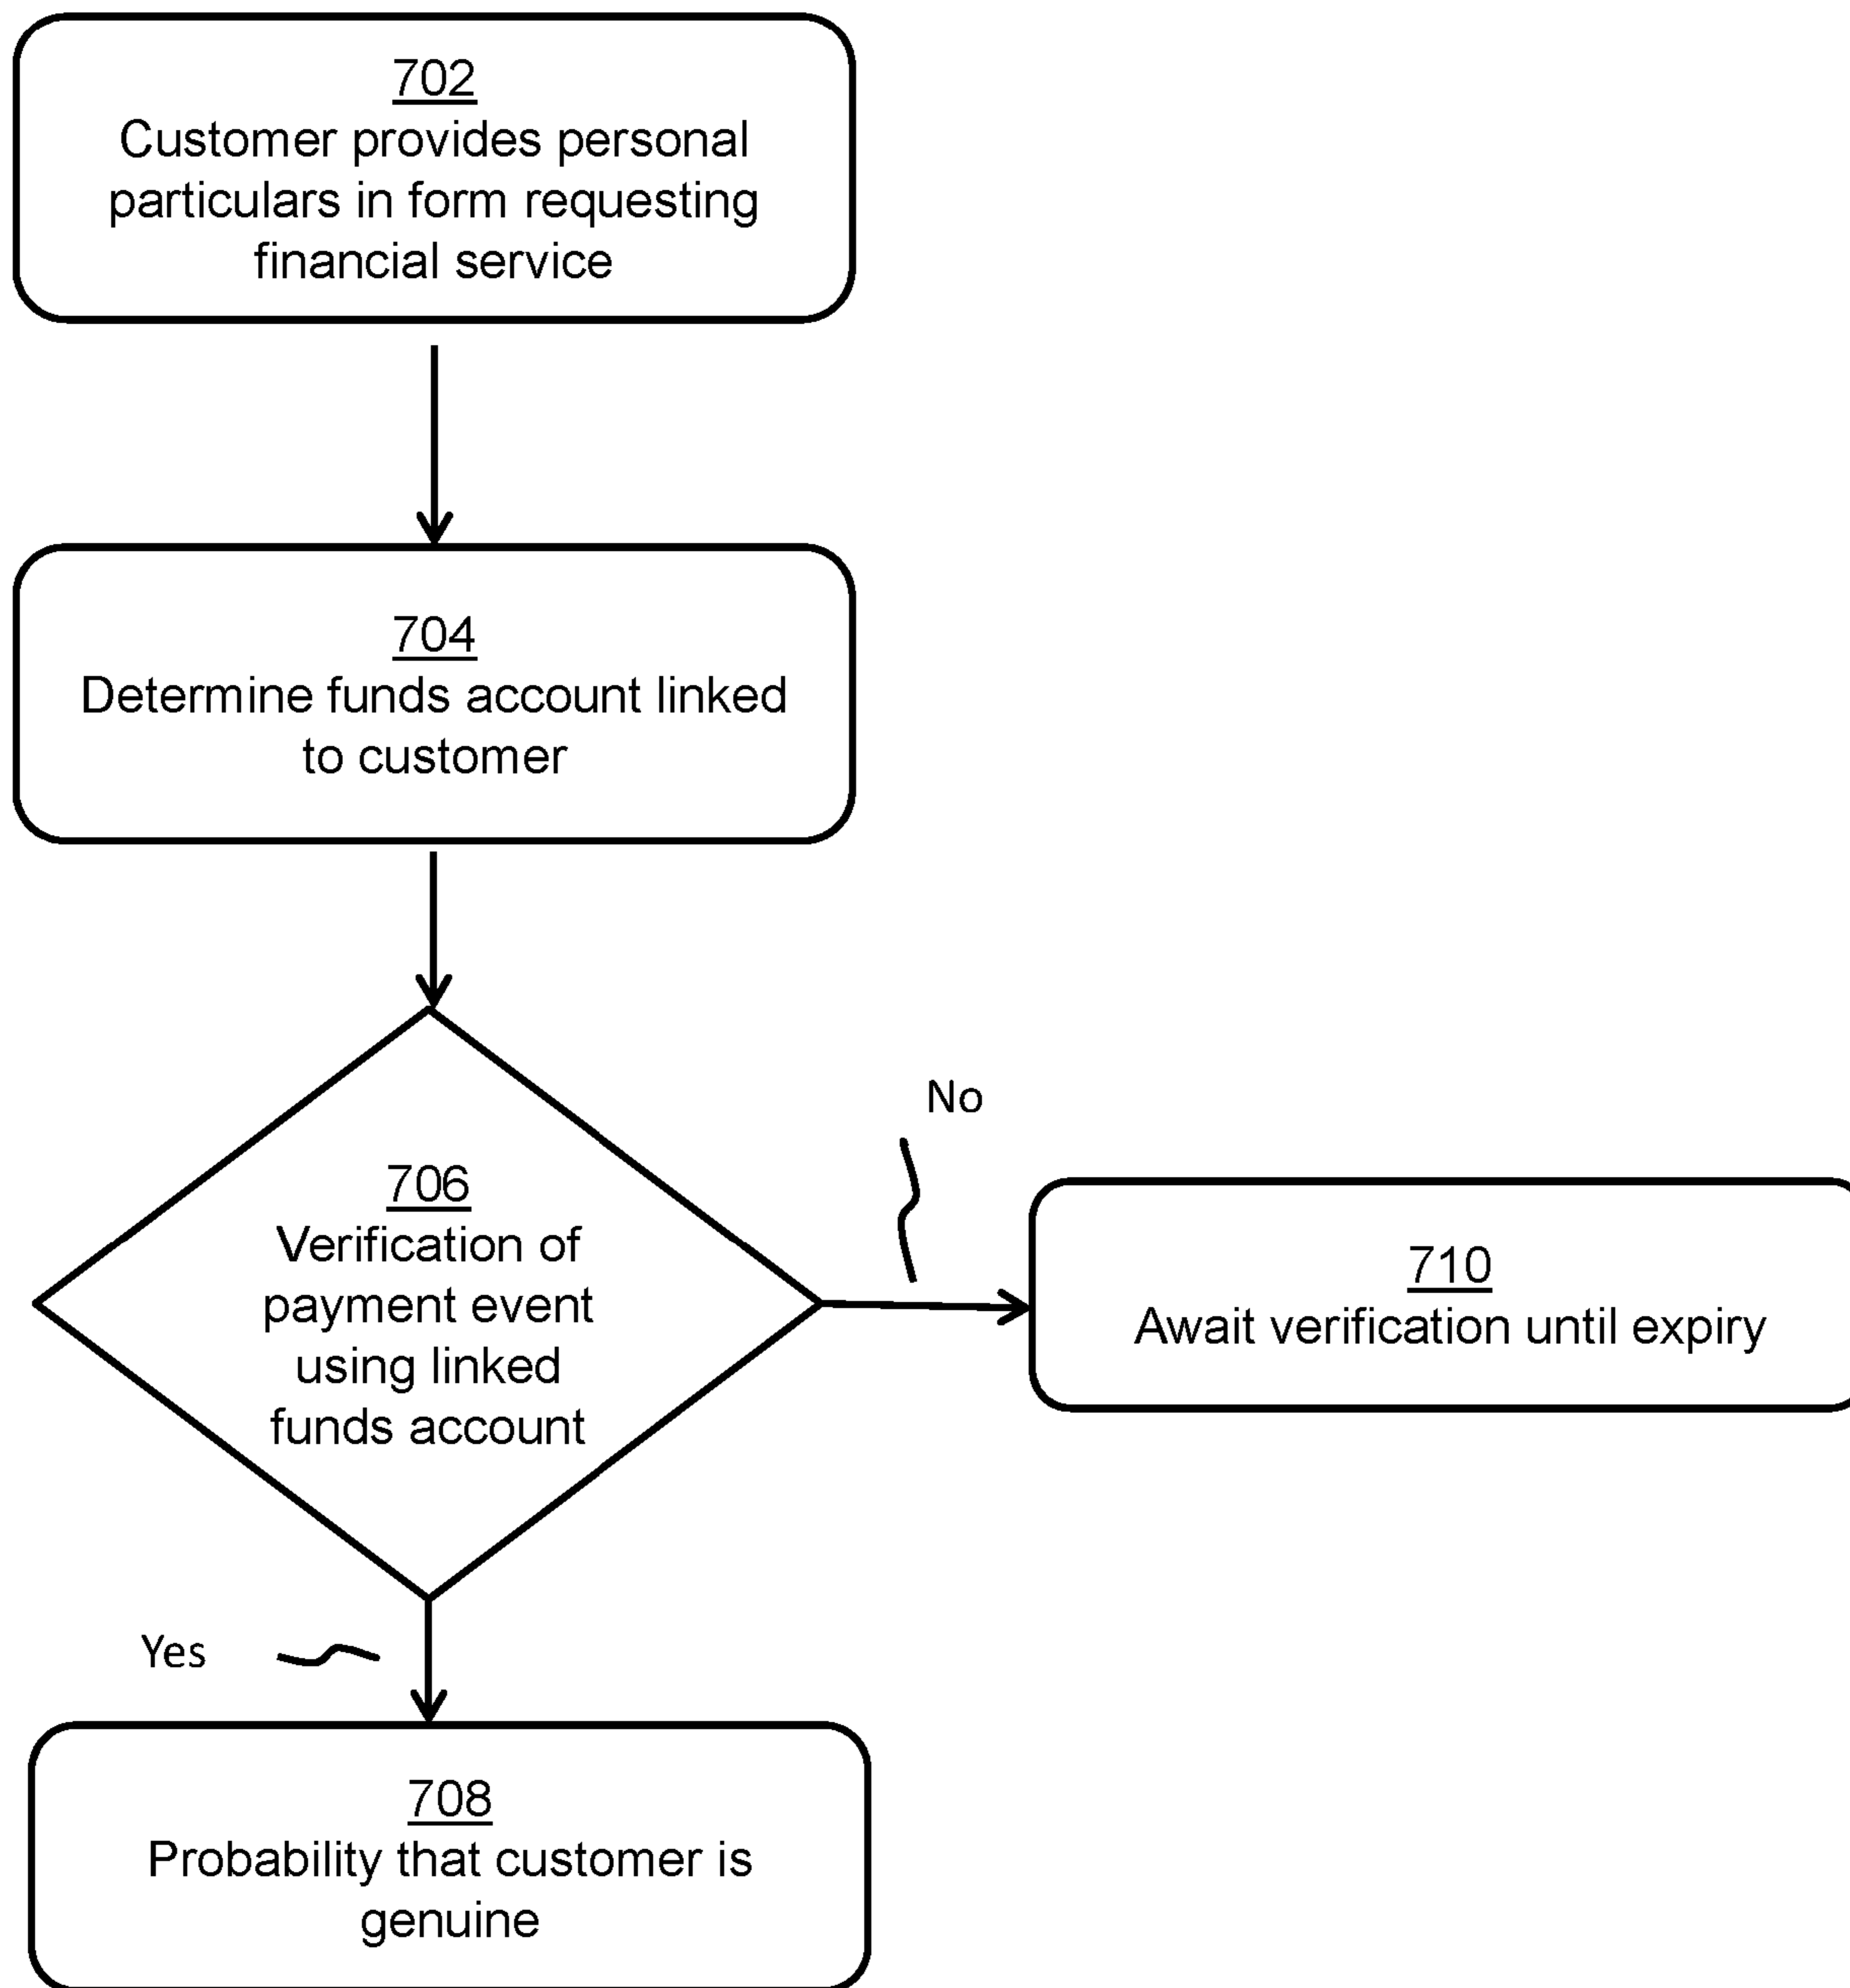 702
Customer provides personal
particulars in form requesting
financial service
704
Determine funds account linked
to customer
No
706
Verification of
payment event
using linked
funds account
710
Await verification until expiry
Yes
708
Probability that customer is
genuine